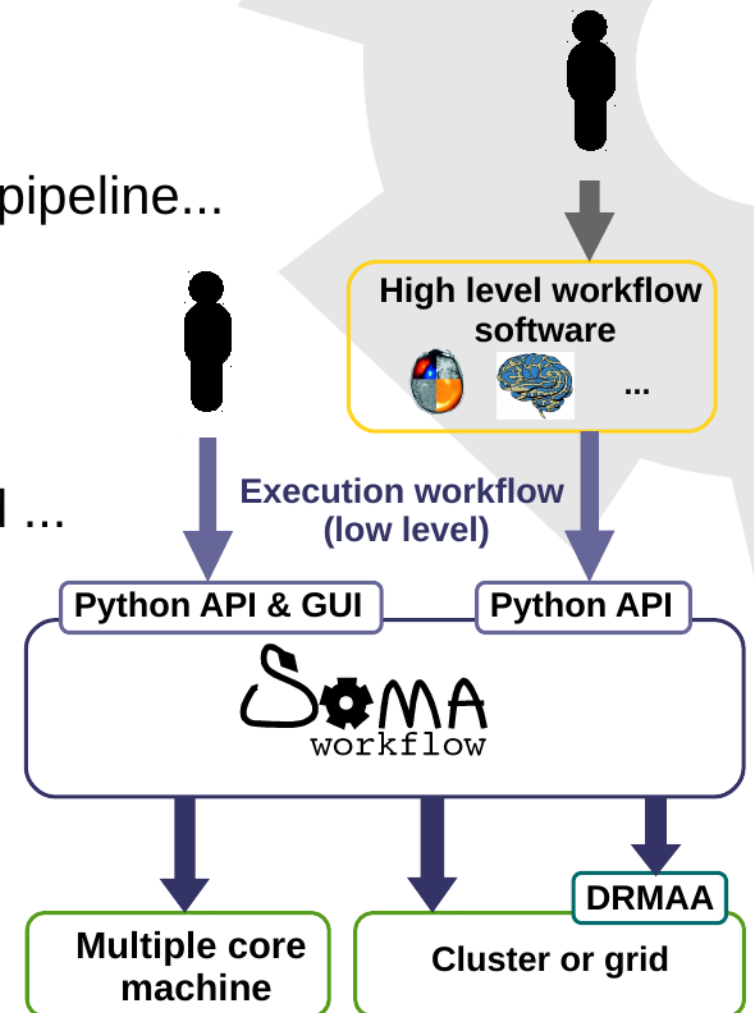 pipeline...
High level workflow
software
...
Execution workflow
(low level)
...
Python API & GUI
Python API
SOMA
workflow
DRMAA
Multiple core
machine
Cluster or grid